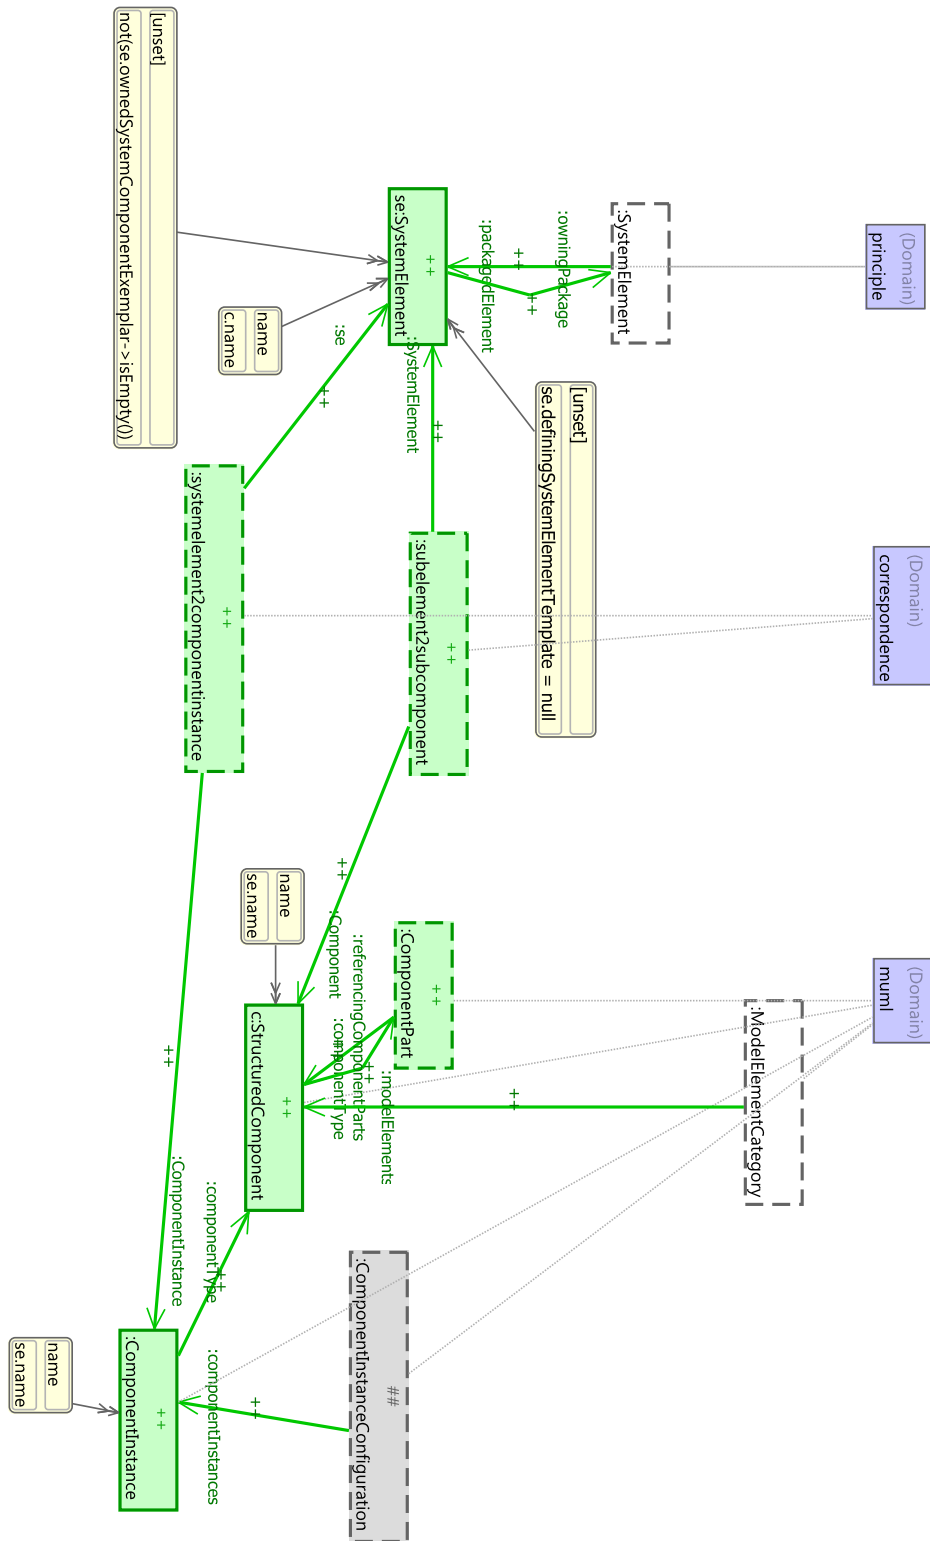 (Domain)
principle
(Domain)
correspondence
(Domain)
muml
:SystemElement
:owningPackage
++
++
:packagedElement
++
se:SystemElement
[unset]
not(se.ownedSystemComponentExemplar->isEmpty())
name
c.name
[unset]
se.definingSystemElementTemplate = null
:se
++
:SystemElement
++
++
:systemelement2componentinstance
++
:subelement2subcomponent
++
:Component
name
se.name
++
:ComponentPart
:referencingComponentParts
++
:componentType
++
:modelElements
++
:ModelElementCategory
++
c:StructuredComponent
++
:ComponentInstance
:componentType
++
##
:ComponentInstanceConfiguration
++
:componentInstances
++
:ComponentInstance
name
se.name